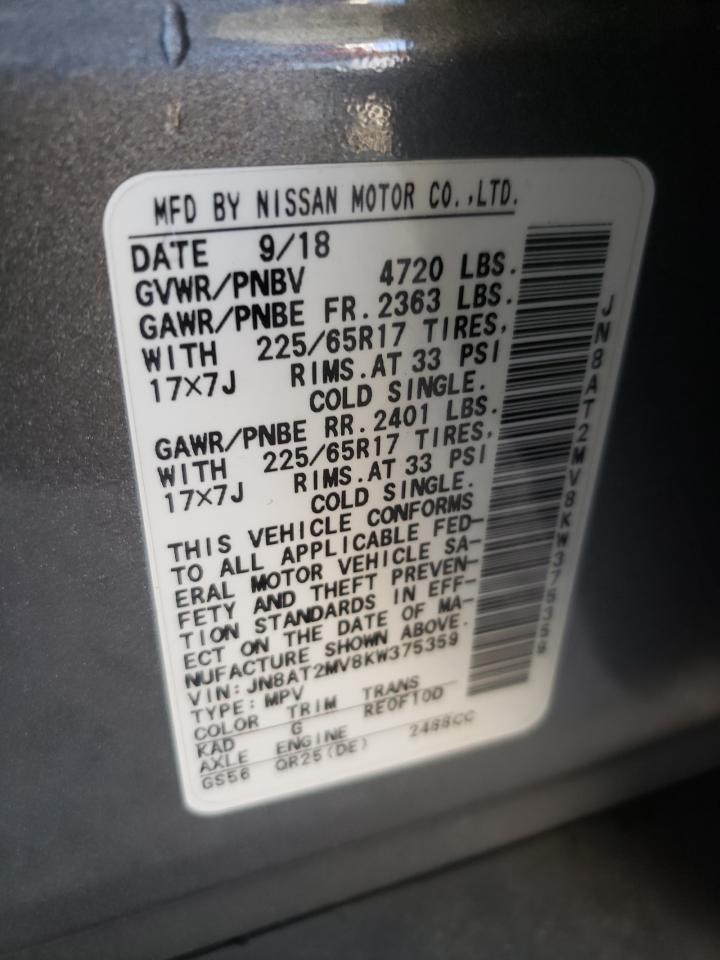 MFD BY NISSAN MOTOR CO.,LTD.
DATE 9/18
GVWR/PNBV 4720 LBS.
GAWR/PNBE FR. 2363 LBS.
WITH 225/65R17 TIRES,
17×7J RIMS.AT 33 PSI
COLD SINGLE.
GAWR/PNBE RR. 2401 LBS.
WITH 225/65R17 TIRES,
17×7J RIMS.AT 33 PSI
COLD SINGLE.
THIS VEHICLE CONFORMS
TO ALL APPLICABLE FED-
ERAL MOTOR VEHICLE SA-
FETY AND THEFT PREVEN-
TION STANDARDS IN EFF-
ECT ON THE DATE OF MA-
NUFACTURE SHOWN ABOVE.
VIN: JN8AT2MV8KW375359
TYPE: MPV
COLOR TRIM TRANS
KAD G RE0F10D
AXLE ENGINE
GS56 QR25(DE) 2488CC
JN8AT2MV8KW375359